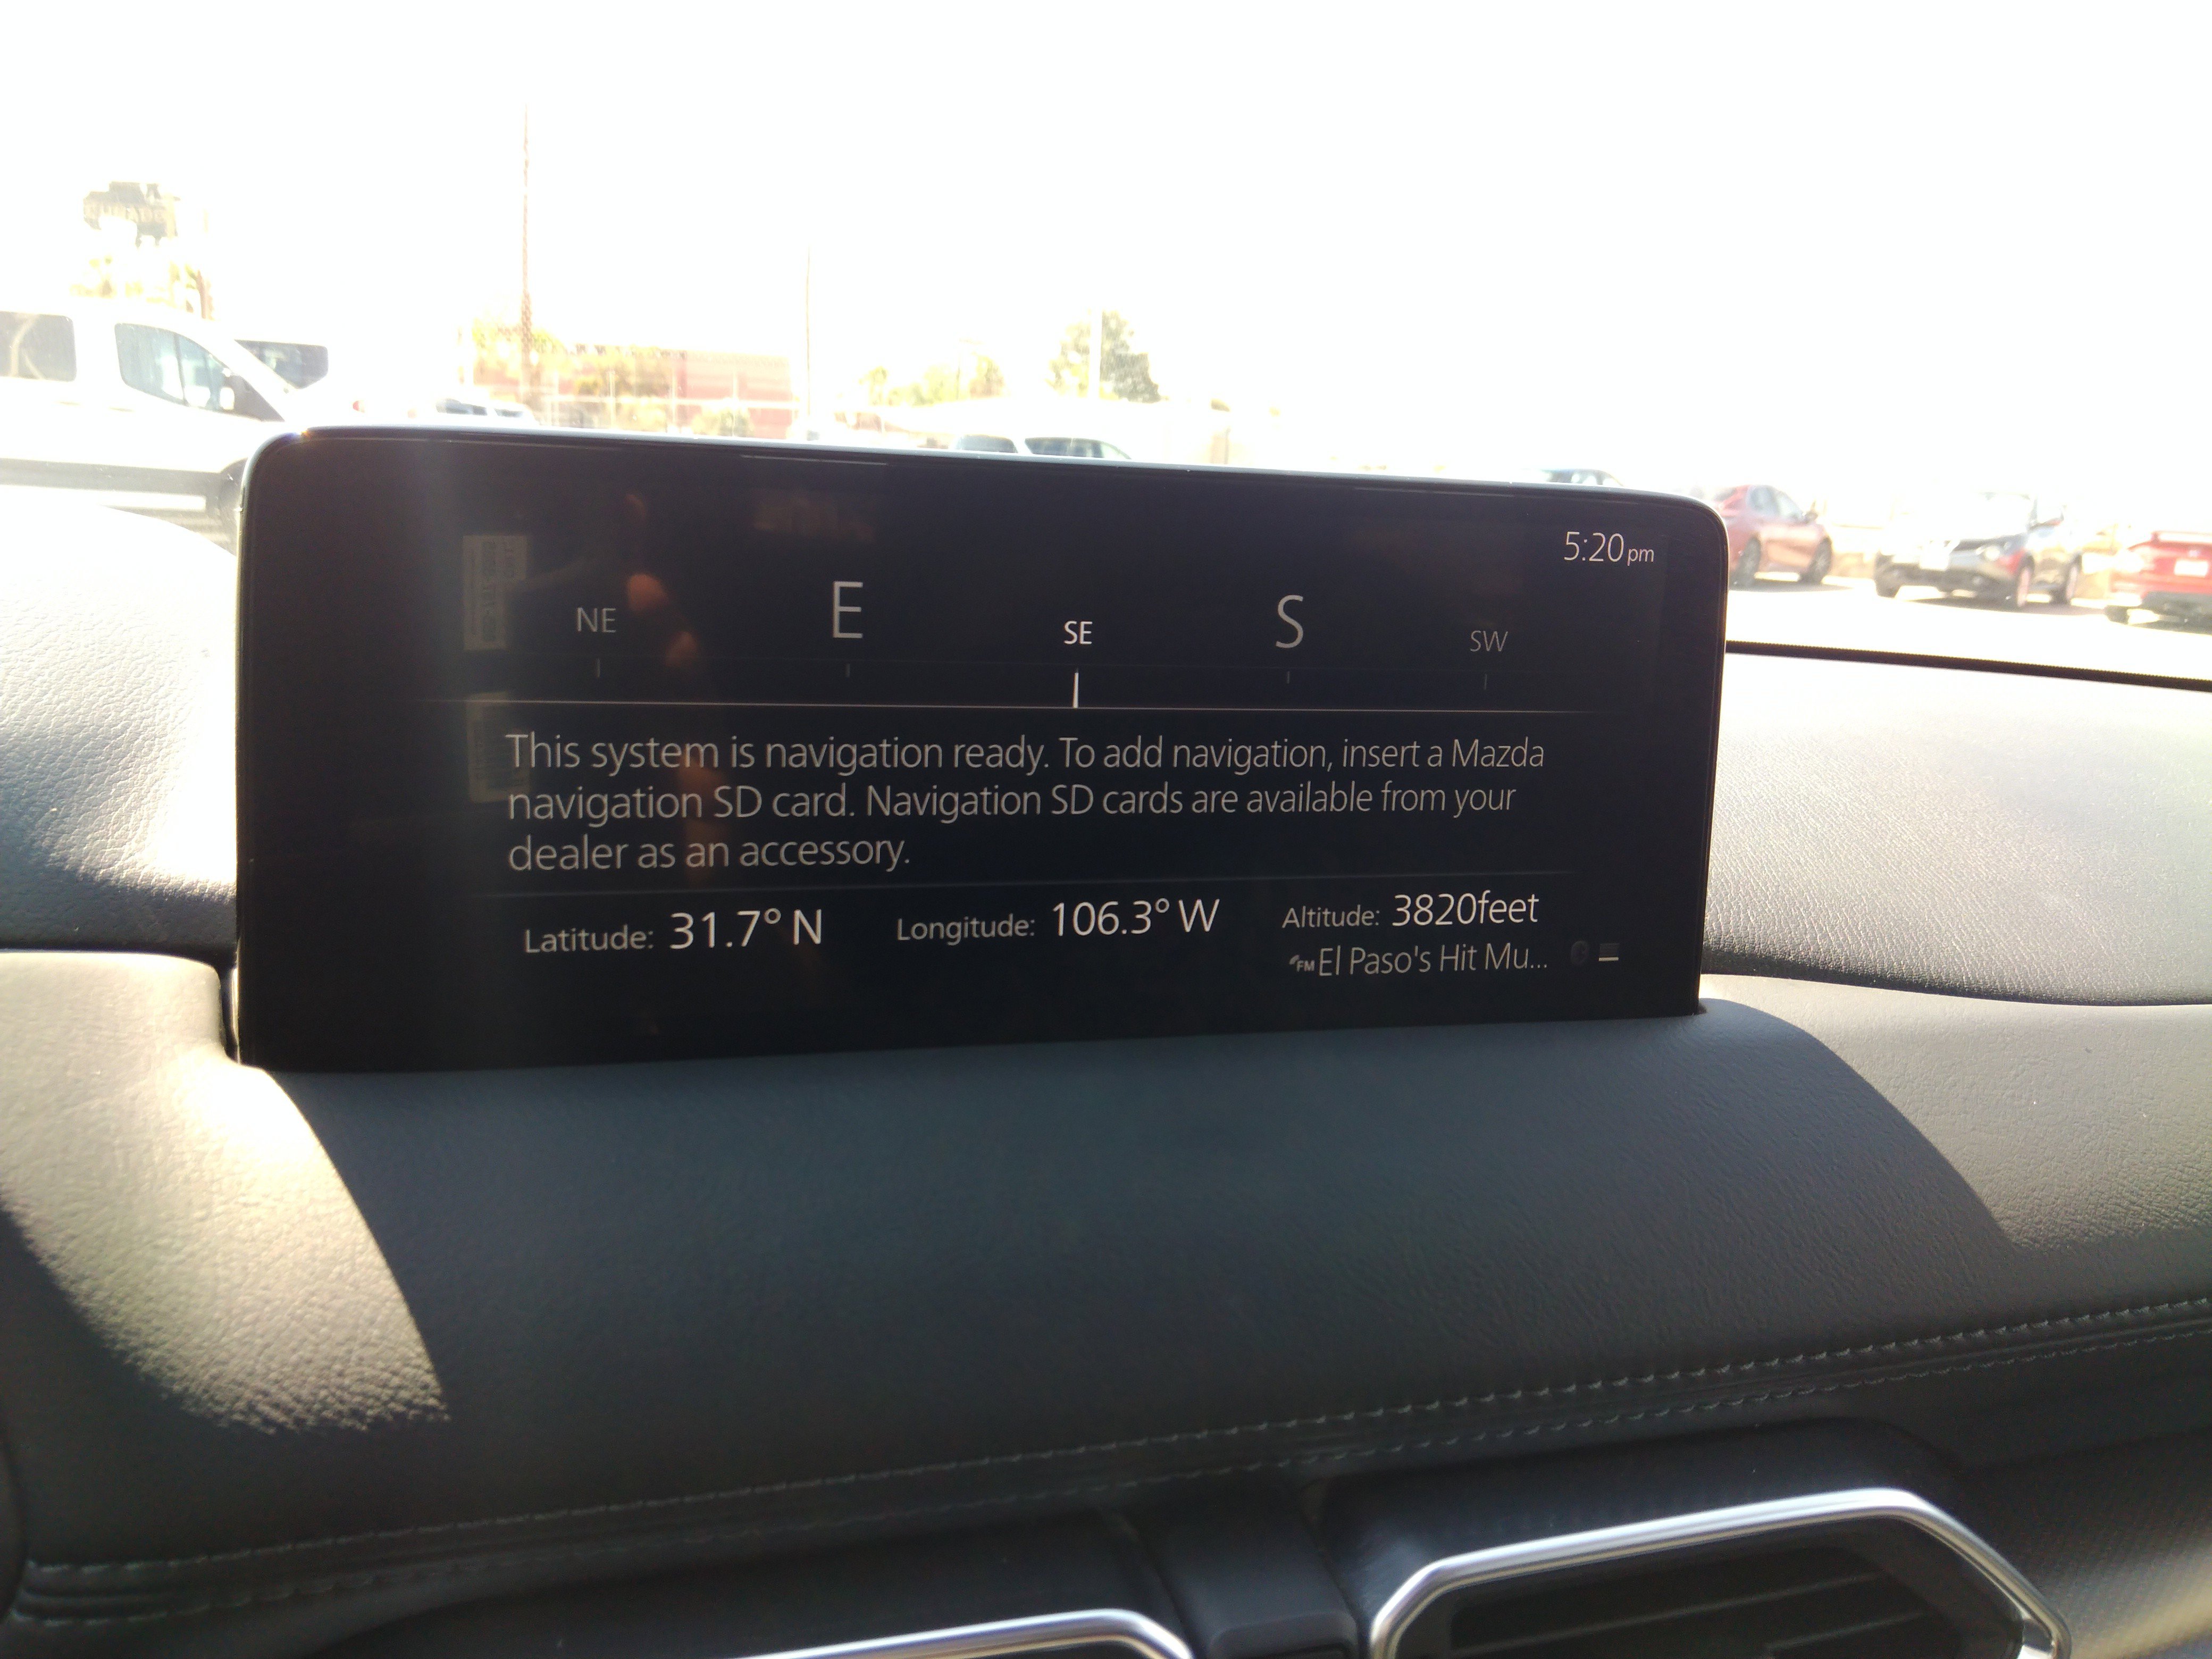 5:20 pm
NE E SE S SW
This system is navigation ready. To add navigation, insert a Mazda
navigation SD card. Navigation SD cards are available from your
dealer as an accessory.
Latitude: 31.7° N Longitude: 106.3° W Altitude: 3820feet
FM El Paso's Hit Mu...